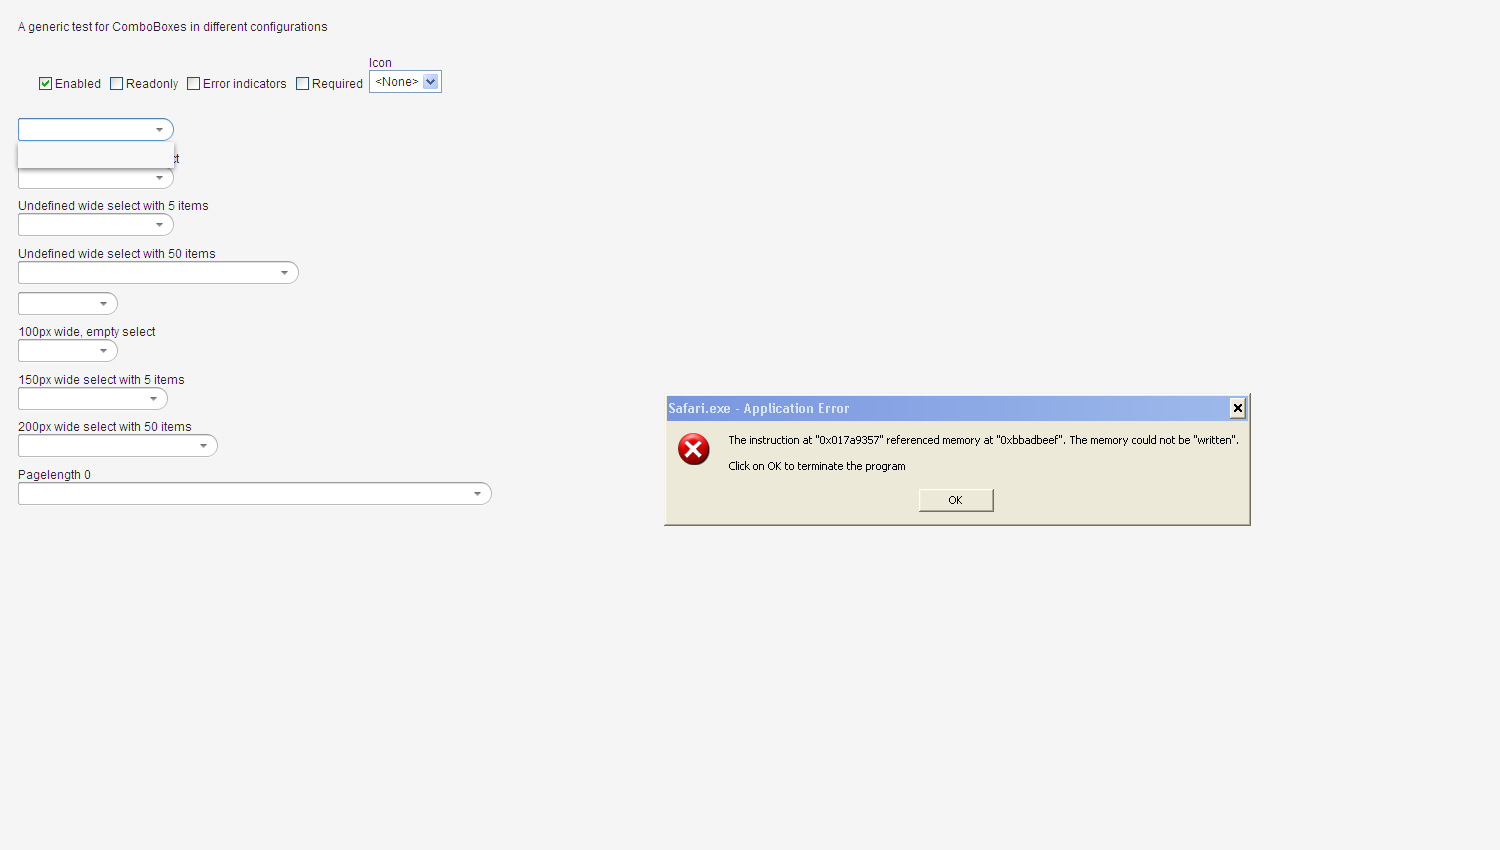 A generic test for ComboBoxes in different configurations
Icon
Enabled Readonly Error indicators Required <None>
Undefined wide select with 5 items
Undefined wide select with 50 items
100px wide, empty select
150px wide select with 5 items
200px wide select with 50 items
Pagelength 0
Safari.exe - Application Error
The instruction at "0x017a9357" referenced memory at "0xbbadbeef". The memory could not be "written".
Click on OK to terminate the program
OK